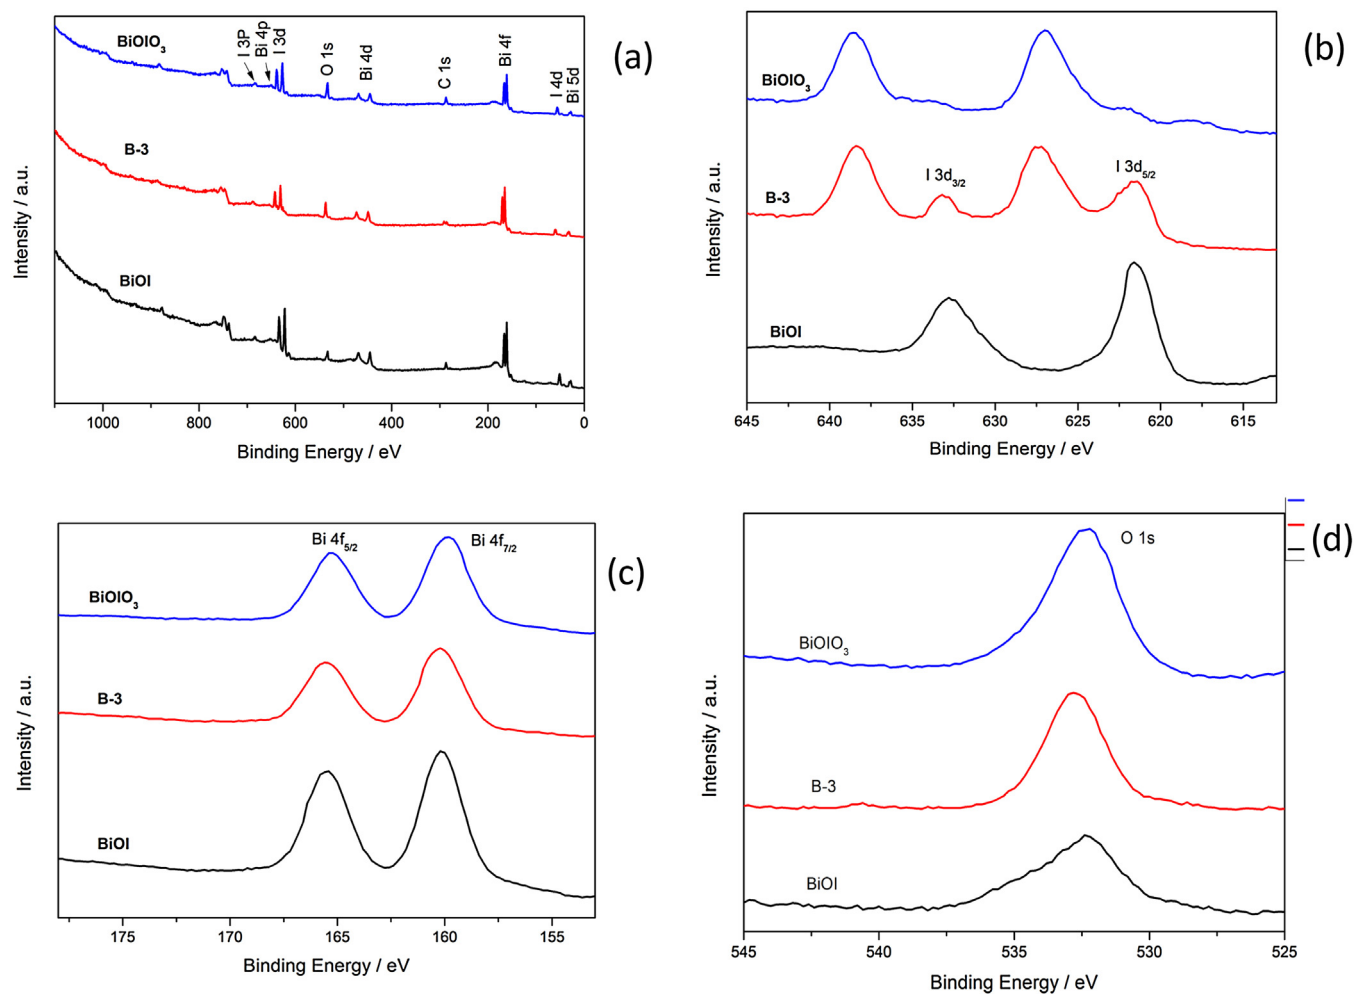 (a)
BiOIO₃
I 3P
Bi 4p
I 3d
O 1s
Bi 4d
C 1s
Bi 4f
I 4d
Bi 5d
B-3
BiOI
Intensity / a.u.
1000 800 600 400 200 0
Binding Energy / eV
(b)
BiOIO₃
B-3
I 3d₃/₂
I 3d₅/₂
BiOI
Intensity / a.u.
645 640 635 630 625 620 615
Binding Energy / eV
(c)
Bi 4f₅/₂
Bi 4f₇/₂
BiOIO₃
B-3
BiOI
Intensity / a.u.
175 170 165 160 155
Binding Energy / eV
(d)
O 1s
BiOIO₃
B-3
BiOI
Intensity / a.u.
545 540 535 530 525
Binding Energy / eV